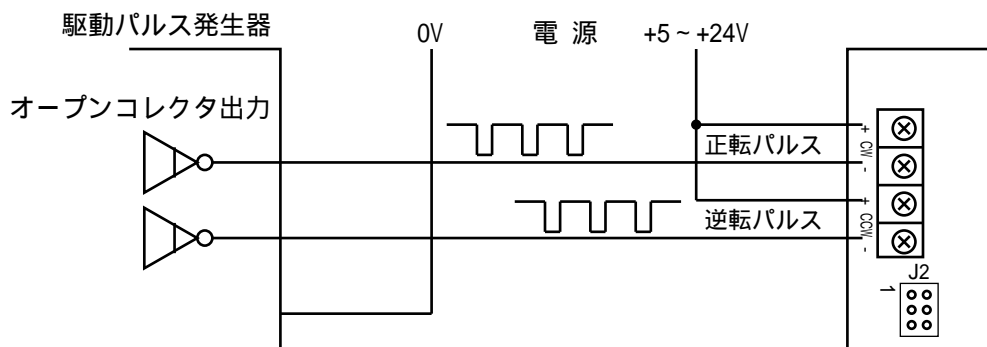 駆動パルス発生器
0V
電 源
+5 ~ +24V
オープンコレクタ出力
+
CW
-
正転パルス
+
CCW
-
逆転パルス
J2
1